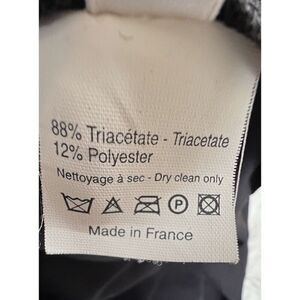 88% Triacétate - Triacetate
12% Polyester
Nettoyage à sec - Dry clean only
P
Made in France